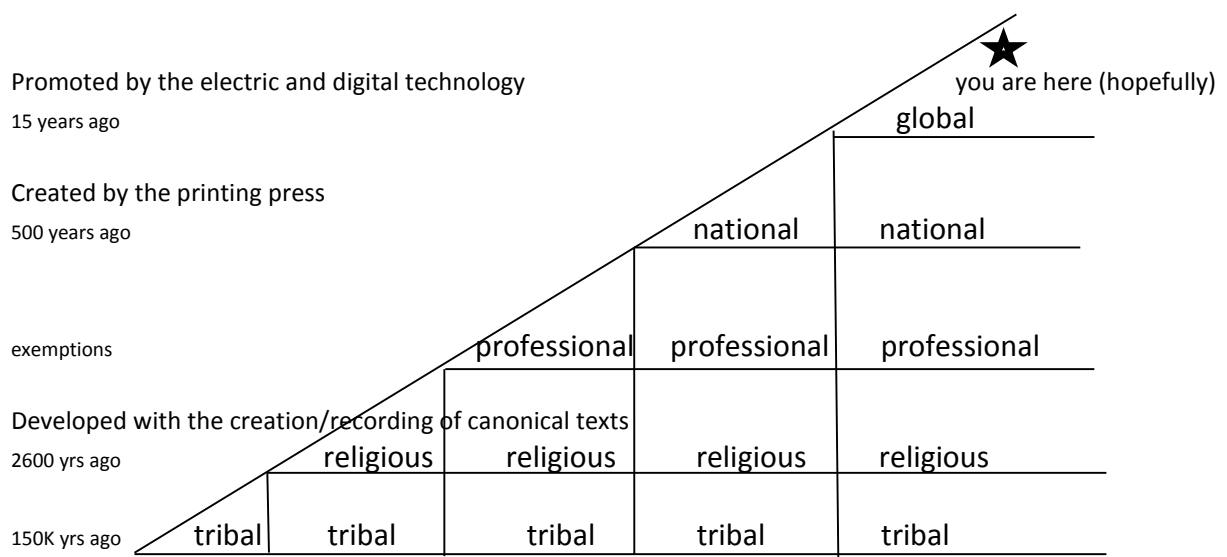 Promoted by the electric and digital technology
you are here (hopefully)
15 years ago
global
Created by the printing press
500 years ago
national national
exemptions
professional professional professional
Developed with the creation/recording of canonical texts
2600 yrs ago
religious religious religious religious
150K yrs ago
tribal tribal tribal tribal tribal